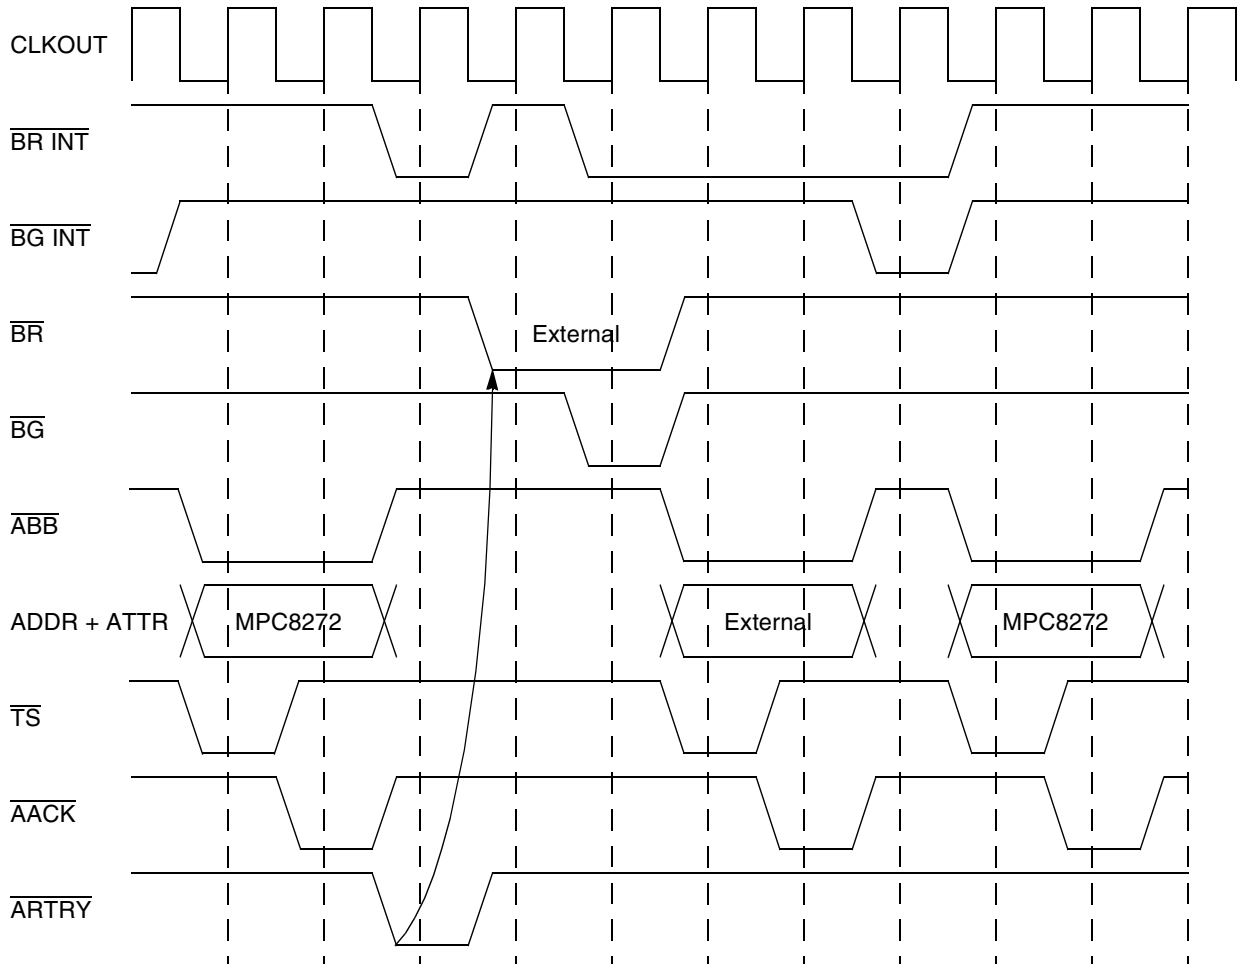 CLKOUT
BR INT
BG INT
BR
External
BG
ABB
ADDR + ATTR MPC8272 External MPC8272
TS
AACK
ARTRY